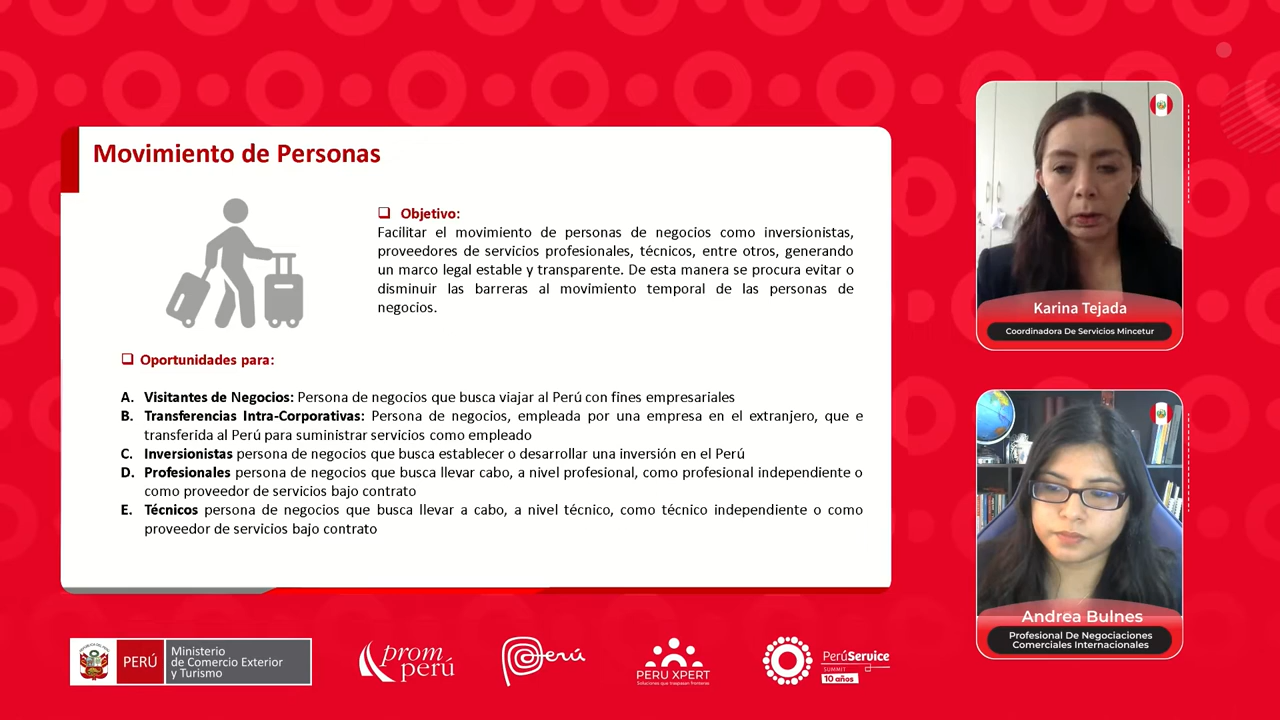 Movimiento de Personas
❑ Objetivo:
Facilitar el movimiento de personas de negocios como inversionistas,
proveedores de servicios profesionales, técnicos, entre otros, generando
un marco legal estable y transparente. De esta manera se procura evitar o
disminuir las barreras al movimiento temporal de las personas de
negocios.
❑ Oportunidades para:
A. Visitantes de Negocios: Persona de negocios que busca viajar al Perú con fines empresariales
B. Transferencias Intra-Corporativas: Persona de negocios, empleada por una empresa en el extranjero, que e
transferida al Perú para suministrar servicios como empleado
C. Inversionistas persona de negocios que busca establecer o desarrollar una inversión en el Perú
D. Profesionales persona de negocios que busca llevar cabo, a nivel profesional, como profesional independiente o
como proveedor de servicios bajo contrato
E. Técnicos persona de negocios que busca llevar a cabo, a nivel técnico, como técnico independiente o como
proveedor de servicios bajo contrato
Karina Tejada
Coordinadora De Servicios Mincetur
Andrea Bulnes
Profesional De Negociaciones
Comerciales Internacionales
PERÚ
Ministerio
de Comercio Exterior
y Turismo
prom
perú
Perú
PERU XPERT
Soluciones que traspasan fronteras
PerúService
SUMMIT
10 años